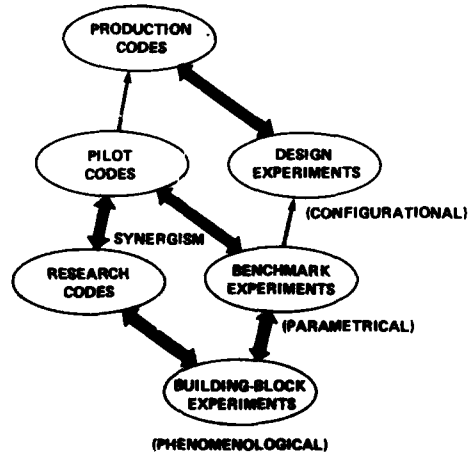 PRODUCTION
CODES
PILOT
CODES
DESIGN
EXPERIMENTS
(CONFIGURATIONAL)
SYNERGISM
RESEARCH
CODES
BENCHMARK
EXPERIMENTS
(PARAMETRICAL)
BUILDING-BLOCK
EXPERIMENTS
(PHENOMENOLOGICAL)